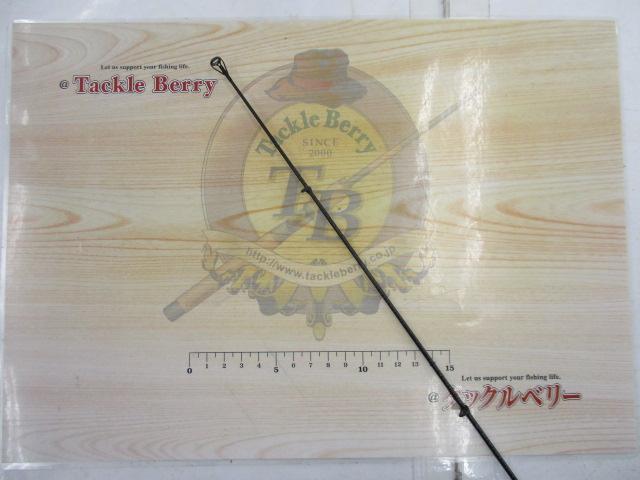 Let us support your fishing life.
@ Tackle Berry
Tackle Berry
SINCE
2000
TB
http://www.tackleberry.co.jp
0 1 2 3 4 5 6 7 8 9 10 11 12 13 14 15
Let us support your fishing life.
@ タックルベリー